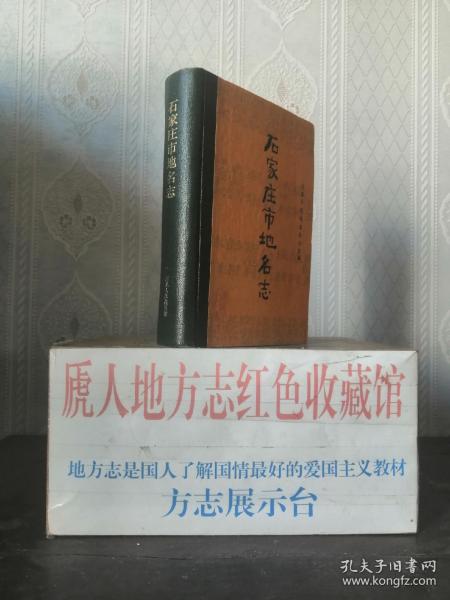 石家庄市地名志
石家庄市地名志
虒人地方志红色收藏馆
地方志是国人了解国情最好的爱国主义教材
方志展示台
孔夫子旧书网
www.kongfz.com